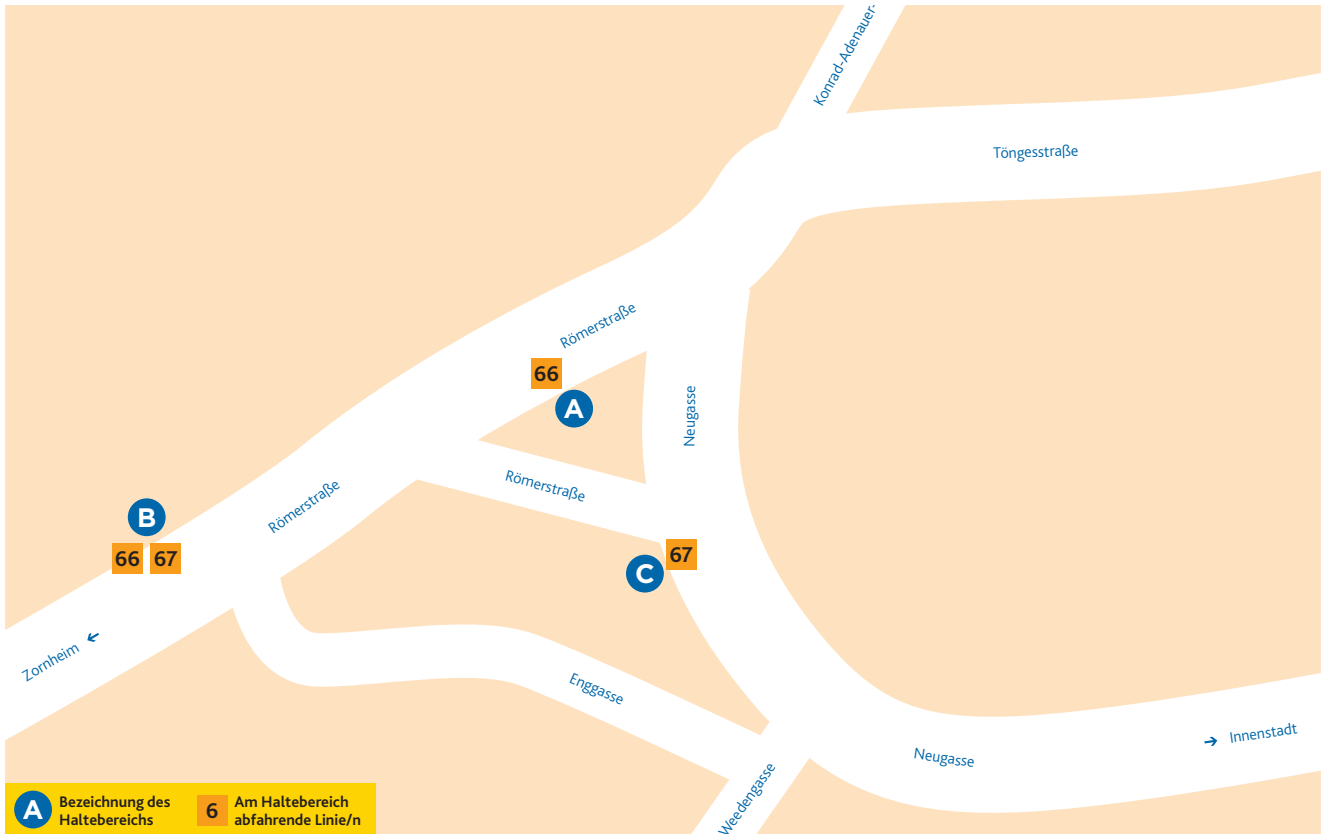 Konrad-Adenauer-
Töngesstraße
Römerstraße
66
A
Neugasse
Römerstraße
Römerstraße
B
66 67
67
C
Zornheim ←
Enggasse
Neugasse
→ Innenstadt
Weedengasse
A Bezeichnung des
Haltebereichs
6 Am Haltebereich
abfahrende Linie/n